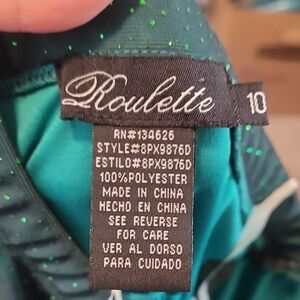 Roulette
10
RN#134626
STYLE#8PX9876D
ESTILO#8PX9876D
100%POLYESTER
MADE IN CHINA
HECHO EN CHINA
SEE REVERSE
FOR CARE
VER AL DORSO
PARA CUIDADO